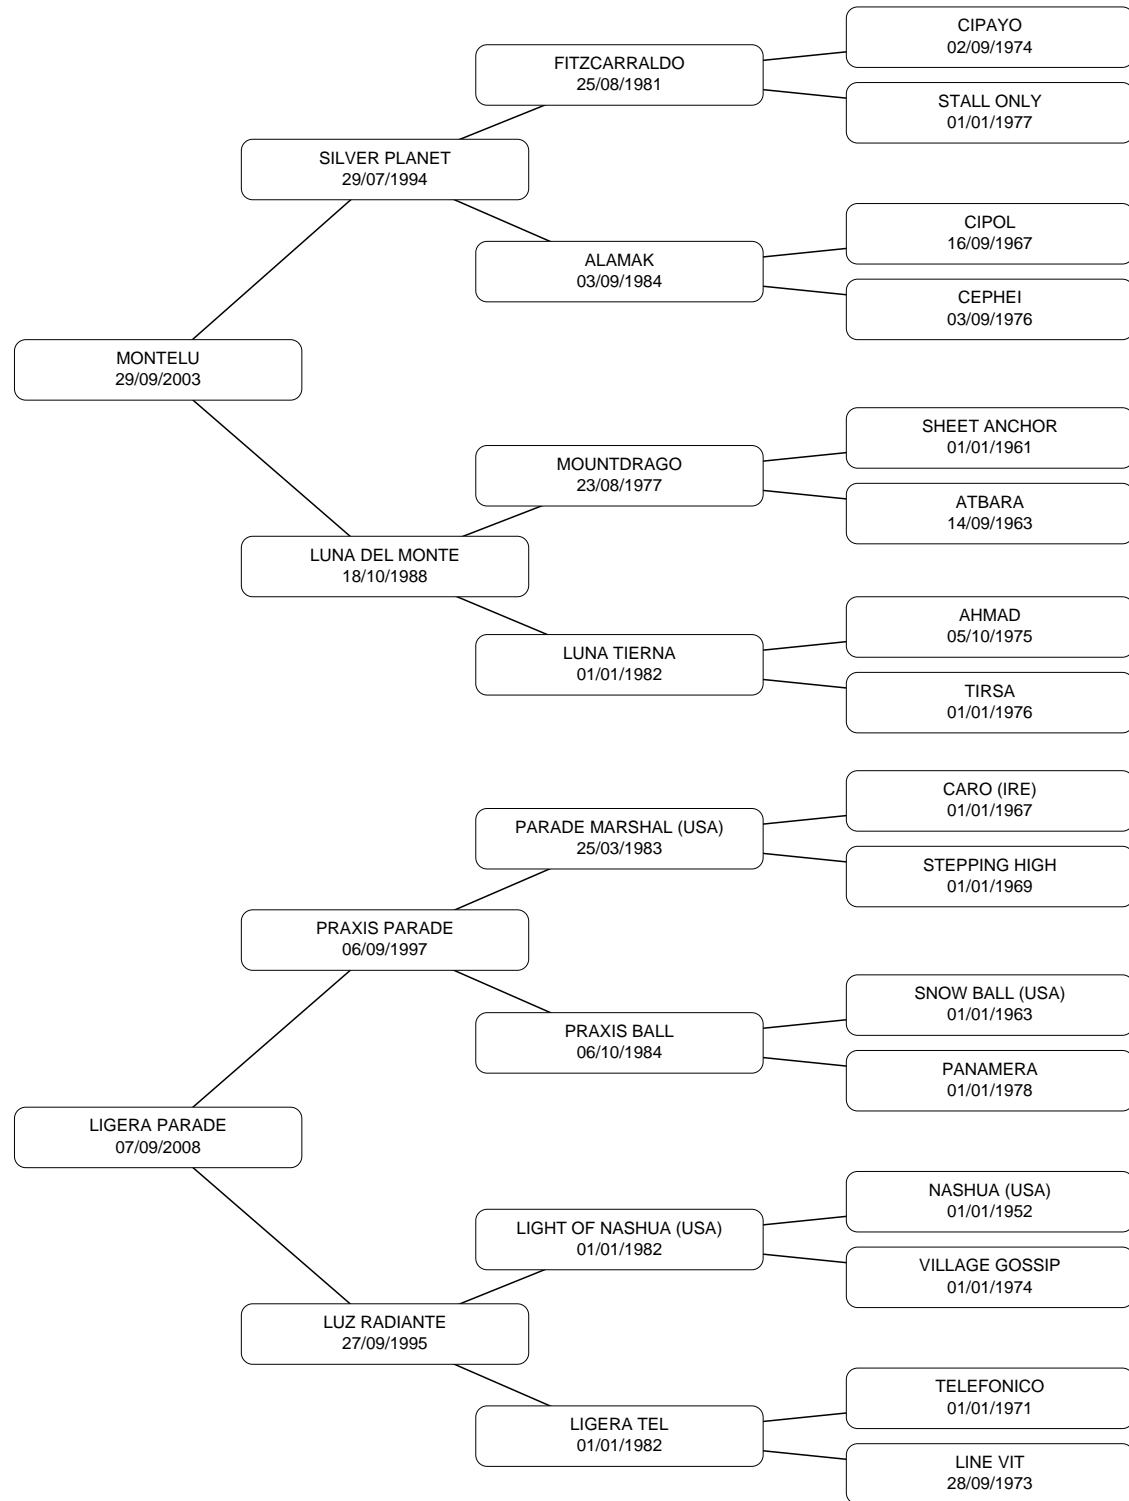 CIPAYO
02/09/1974
FITZCARRALDO
25/08/1981
STALL ONLY
01/01/1977
SILVER PLANET
29/07/1994
CIPOL
16/09/1967
ALAMAK
03/09/1984
CEPHEI
03/09/1976
MONTELU
29/09/2003
SHEET ANCHOR
01/01/1961
MOUNTDRAGO
23/08/1977
ATBARA
14/09/1963
LUNA DEL MONTE
18/10/1988
AHMAD
05/10/1975
LUNA TIERNA
01/01/1982
TIRSA
01/01/1976
CARO (IRE)
01/01/1967
PARADE MARSHAL (USA)
25/03/1983
STEPPING HIGH
01/01/1969
PRAXIS PARADE
06/09/1997
SNOW BALL (USA)
01/01/1963
PRAXIS BALL
06/10/1984
PANAMERA
01/01/1978
LIGERA PARADE
07/09/2008
NASHUA (USA)
01/01/1952
LIGHT OF NASHUA (USA)
01/01/1982
VILLAGE GOSSIP
01/01/1974
LUZ RADIANTE
27/09/1995
TELEFONICO
01/01/1971
LIGERA TEL
01/01/1982
LINE VIT
28/09/1973